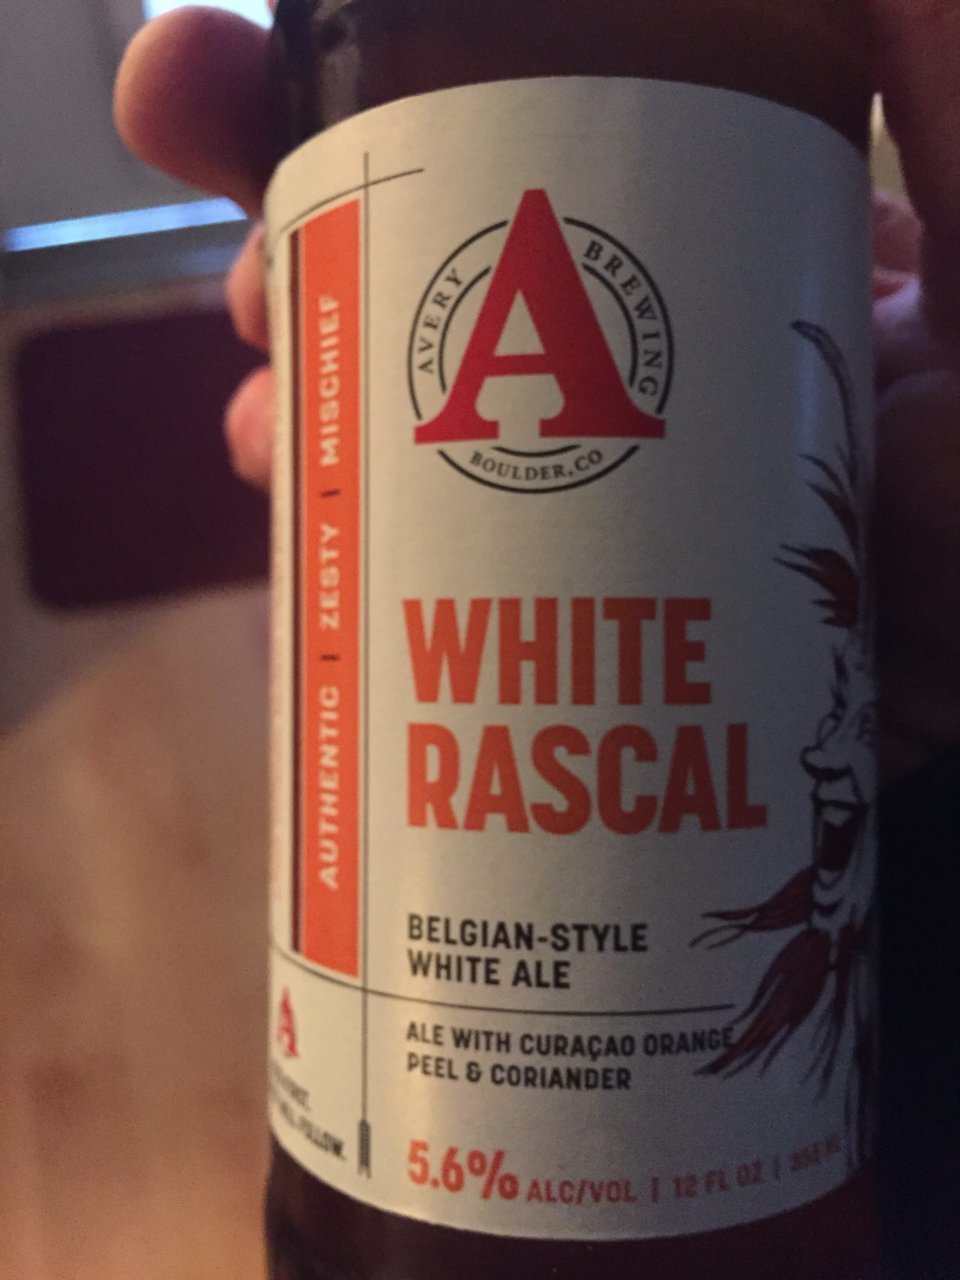 AVERY BREWING
A
BOULDER, CO
AUTHENTIC | ZESTY | MISCHIEF
WHITE
RASCAL
BELGIAN-STYLE
WHITE ALE
ALE WITH CURAÇAO ORANGE
PEEL & CORIANDER
5.6% ALC/VOL | 12 FL OZ |
A
FOLLOW.